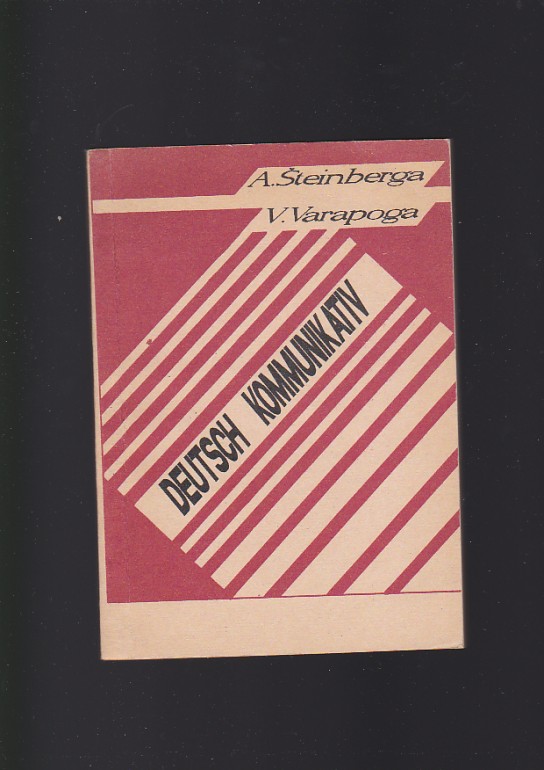 A.Šteinberga
V.Varapoga
DEUTSCH KOMMUNIKATIV